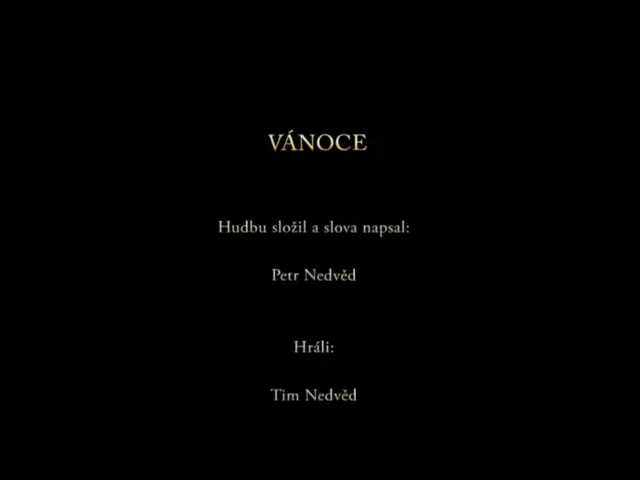 VÁNOCE
Hudbu složil a slova napsal:
Petr Nedvěd
Hráli:
Tim Nedvěd